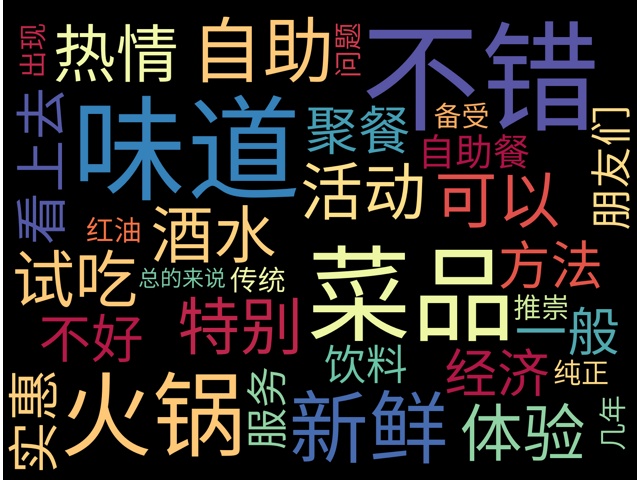 出现
热情
自助
问题
不错
看上去
味道
聚餐
备受
自助餐
朋友们
活动
可以
红油
酒水
试吃
总的来说
传统
菜品
方法
推崇
一般
不好
特别
饮料
经济
纯正
实惠
火锅
服务
新鲜
体验
几年